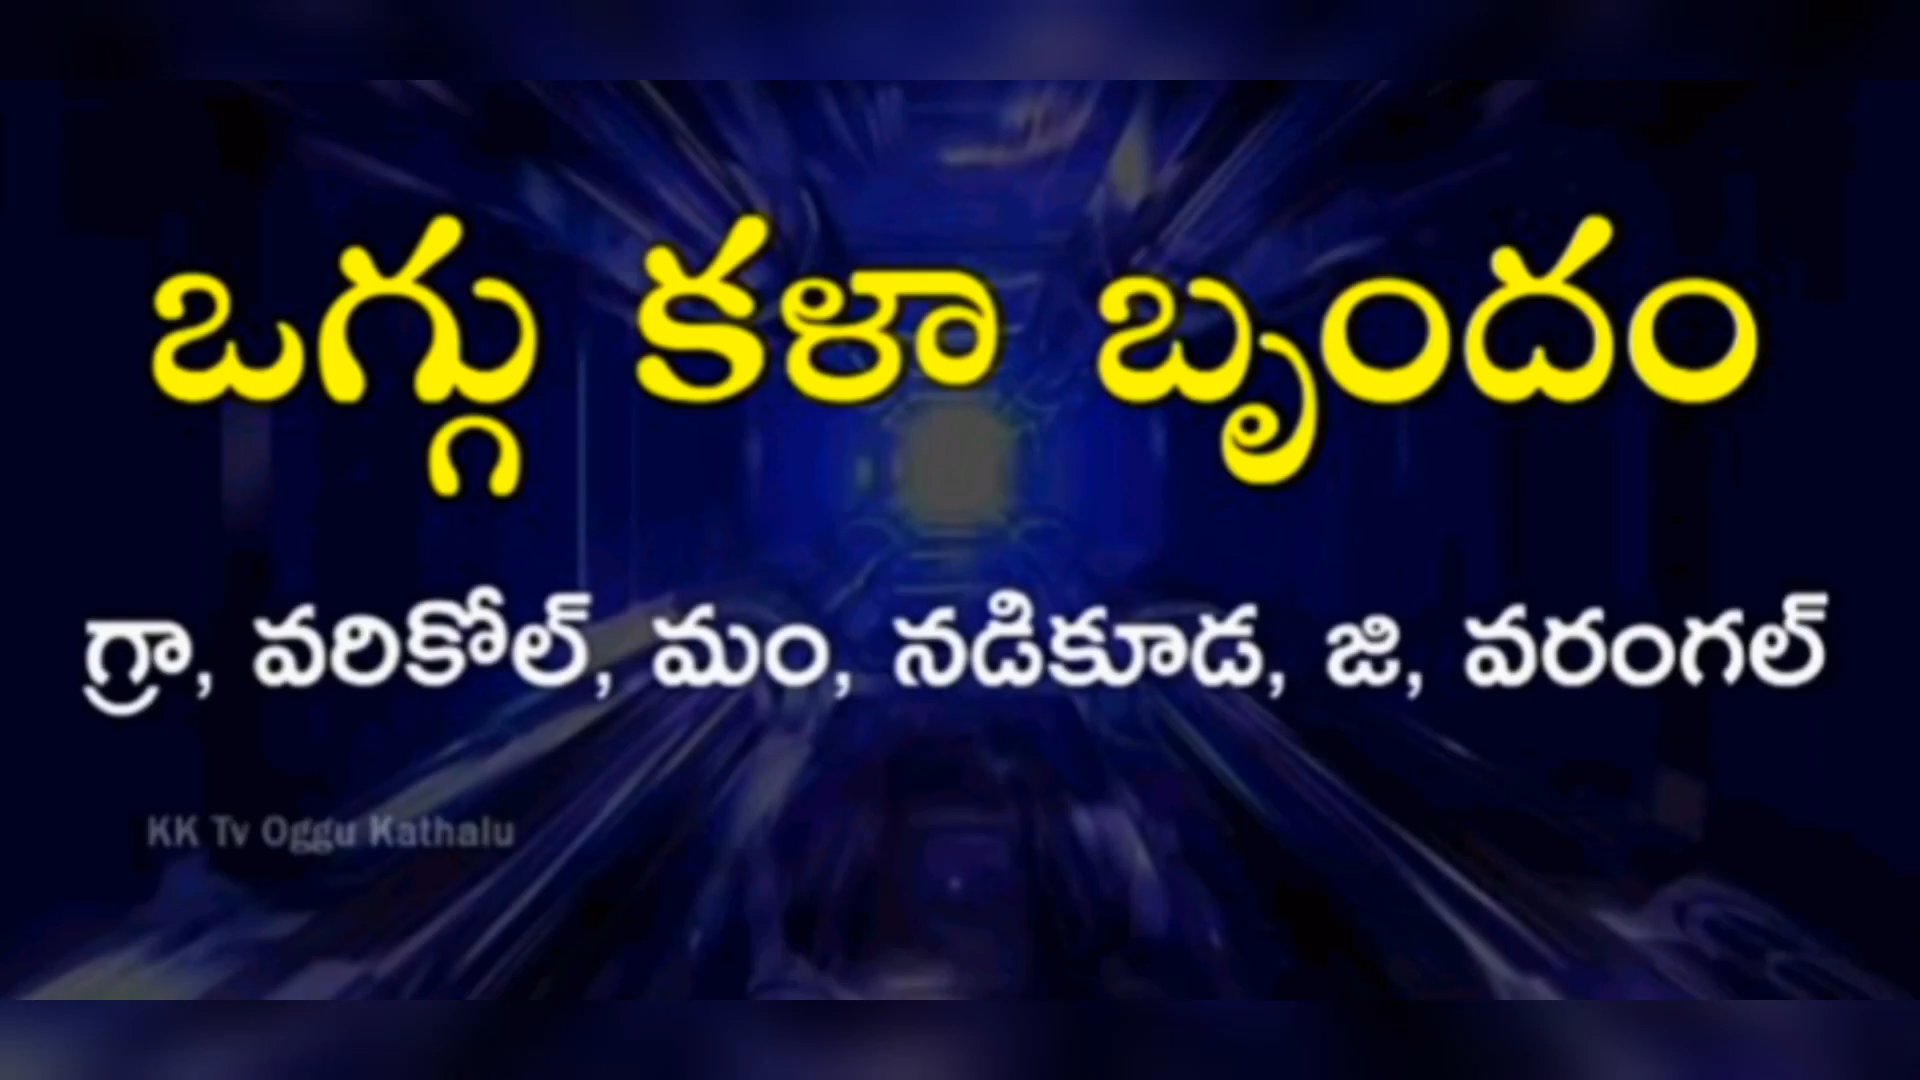 ఒగ్గు కళా బృందం
గ్రా, వరికోల్, మం, నడికూడ, జి, వరంగల్
KK Tv Oggu Kathalu